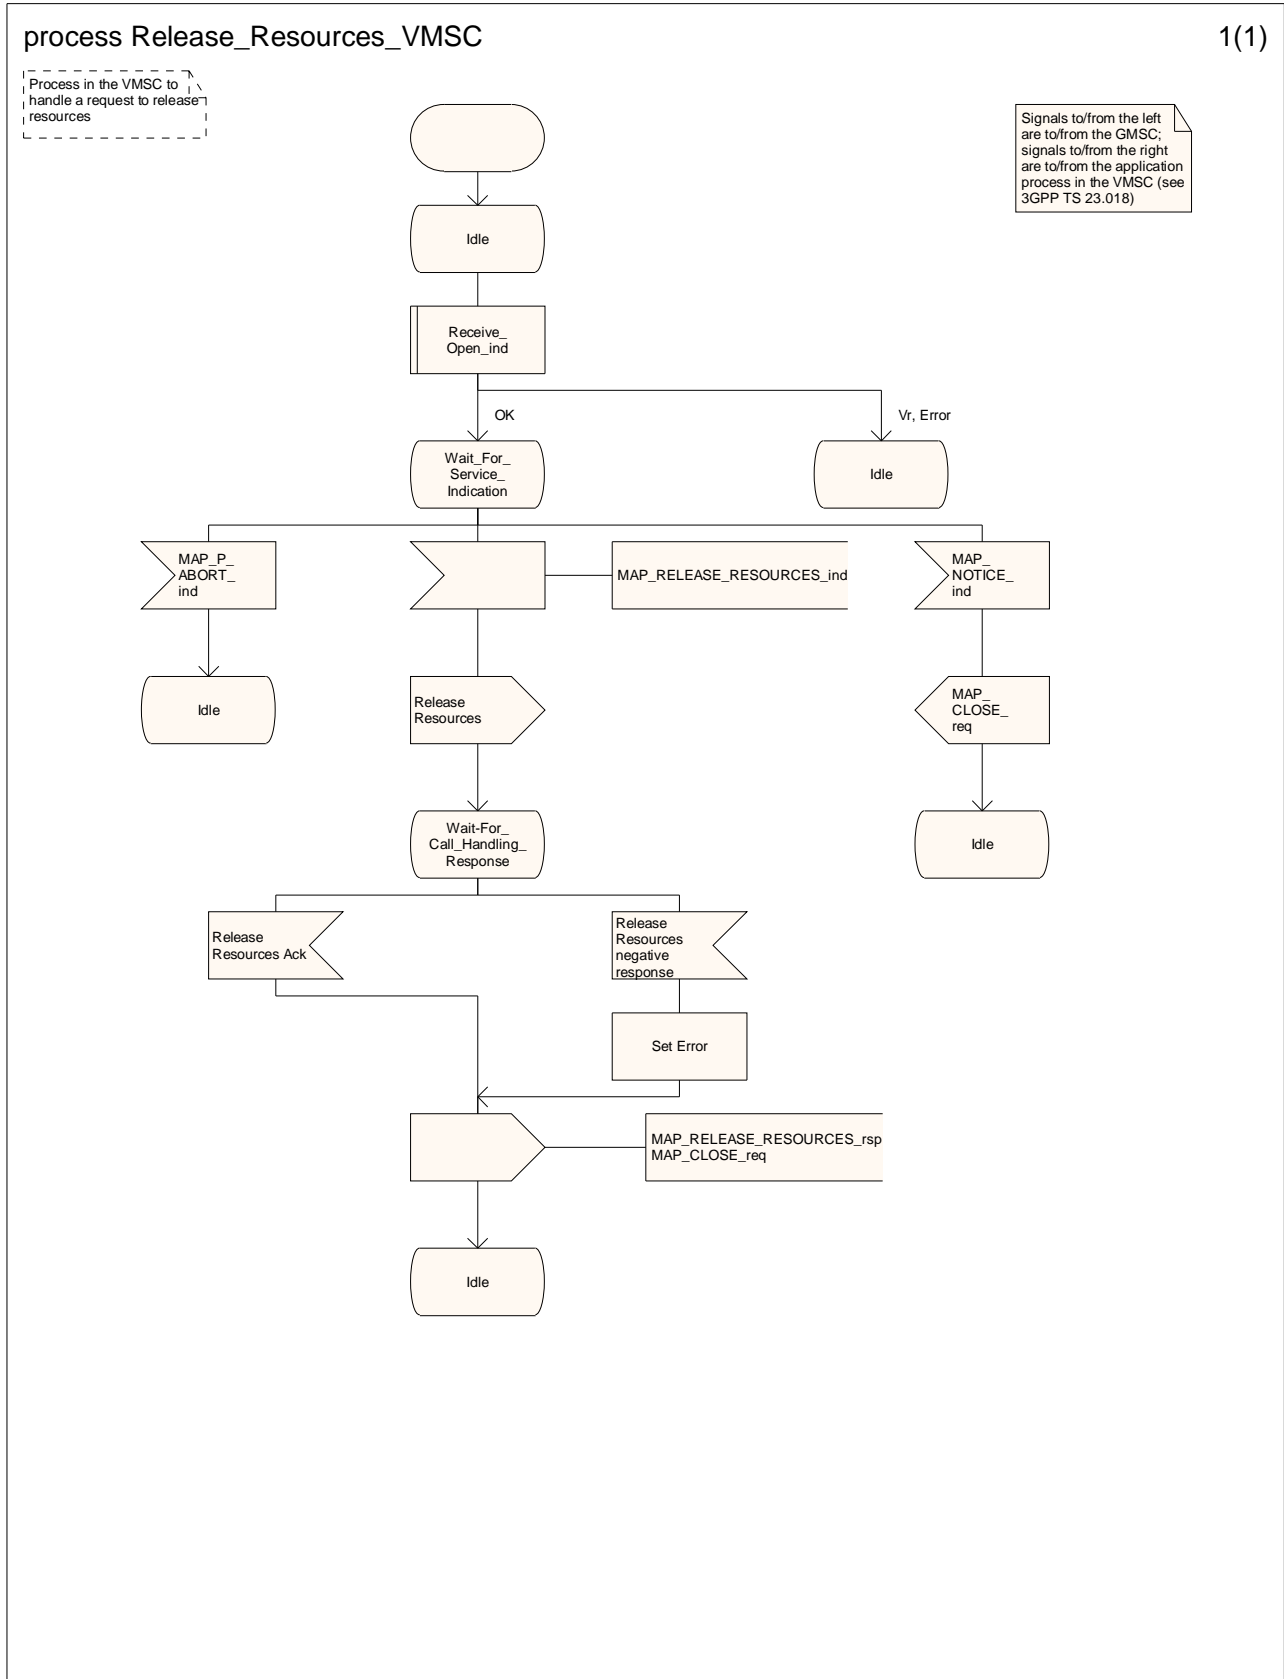 process Release_Resources_VMSC
1(1)
Process in the VMSC to
handle a request to release
resources
Signals to/from the left
are to/from the GMSC;
signals to/from the right
are to/from the application
process in the VMSC (see
3GPP TS 23.018)
Idle
Receive_
Open_ind
OK
Vr, Error
Wait_For_
Service_
Indication
Idle
MAP_P_
ABORT_
ind
MAP_RELEASE_RESOURCES_ind
MAP_
NOTICE_
ind
Idle
Release
Resources
MAP_
CLOSE_
req
Wait-For_
Call_Handling_
Response
Idle
Release
Resources Ack
Release
Resources
negative
response
Set Error
MAP_RELEASE_RESOURCES_rsp
MAP_CLOSE_req
Idle